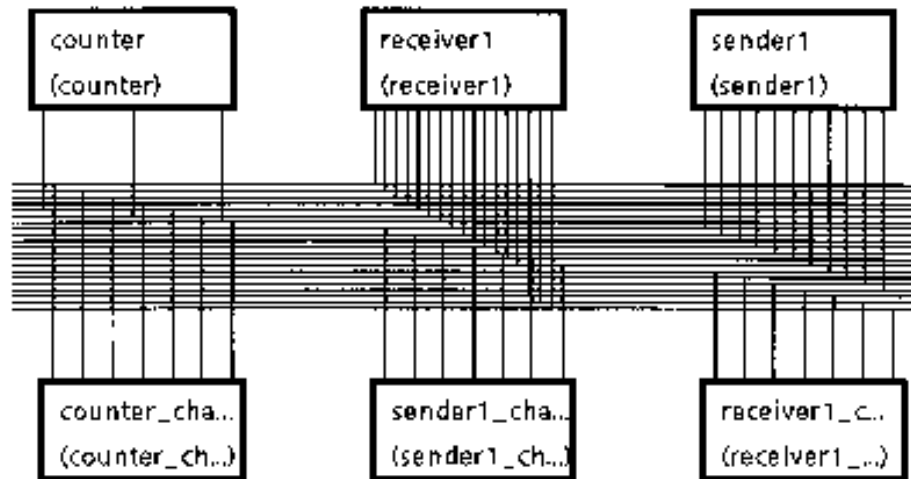 counter
(counter)
receiver1
(receiver1)
sender1
(sender1)
counter_cha...
(counter_ch...)
sender1_cha...
(sender1_ch...)
receiver1_c...
(receiver1_...)